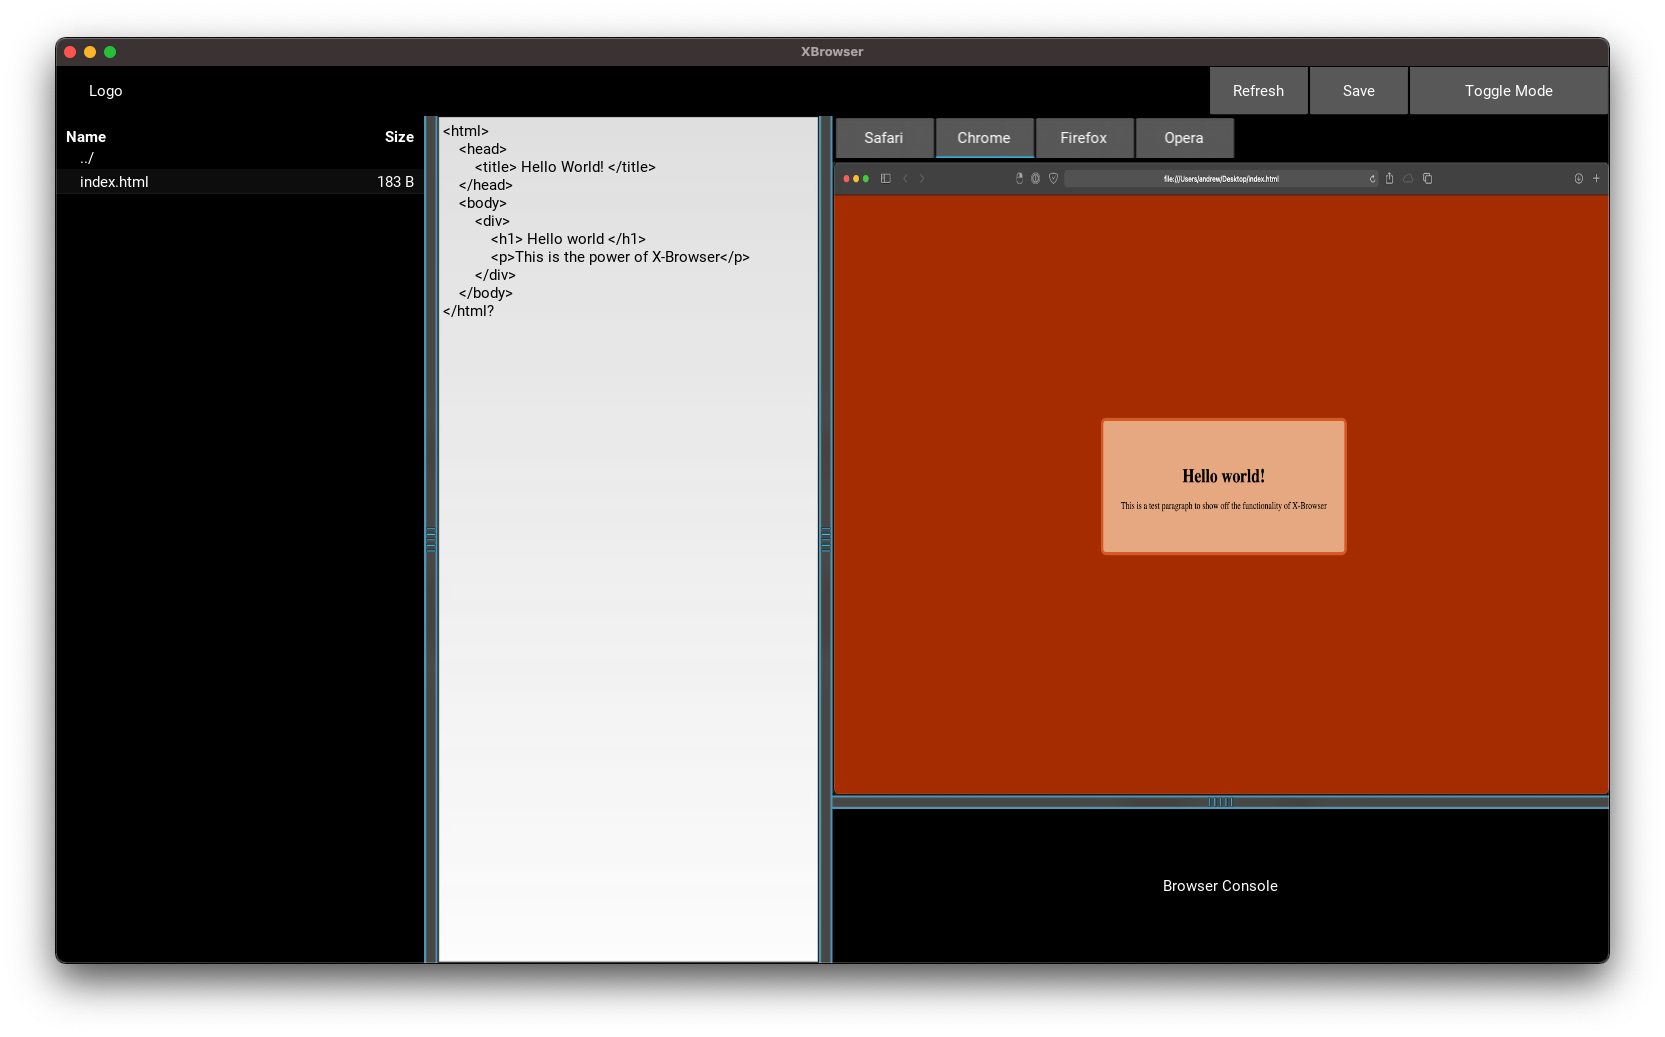 XBrowser
Logo
Refresh
Save
Toggle Mode
Name
Size
../
index.html
183 B
<html>
<head>
<title> Hello World! </title>
</head>
<body>
<div>
<h1> Hello world </h1>
<p>This is the power of X-Browser</p>
</div>
</body>
</html?
Safari
Chrome
Firefox
Opera
file:///Users/andrew/Desktop/index.html
Hello world!
This is a test paragraph to show off the functionality of X-Browser
Browser Console